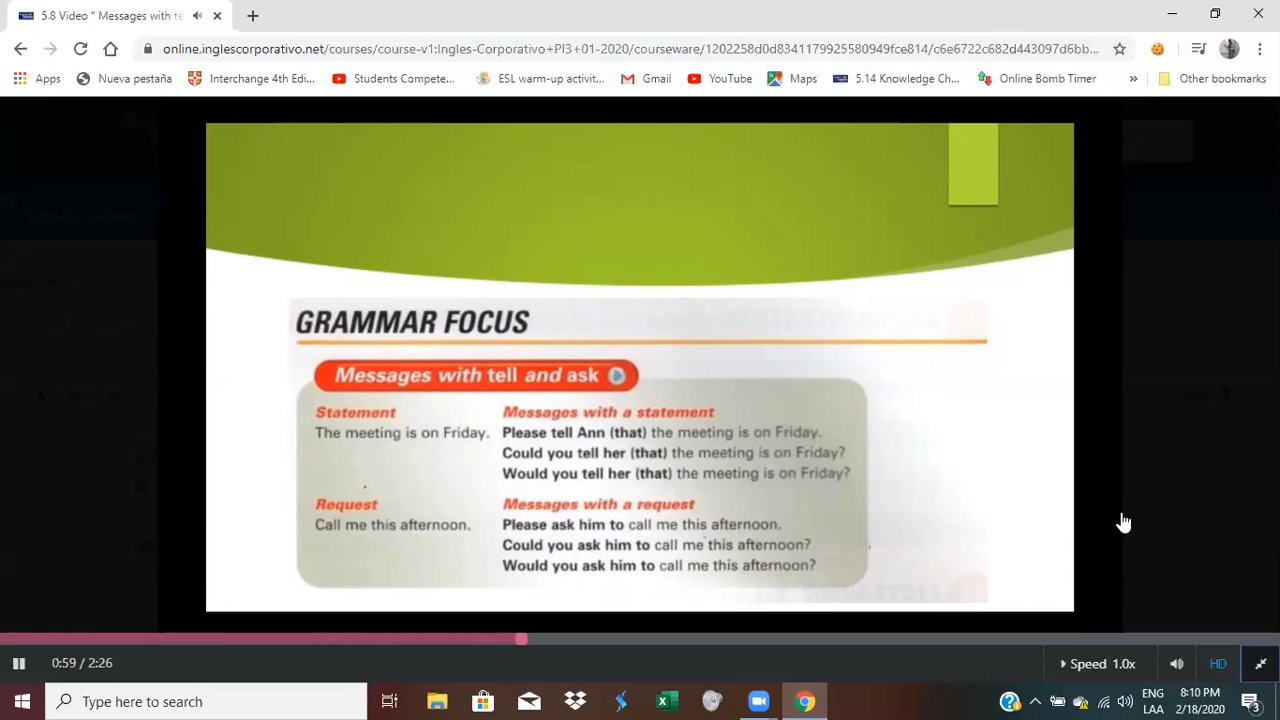 5.8 Video " Messages with te
online.inglescorporativo.net/courses/course-v1:Ingles-Corporativo+PI3+01-2020/courseware/1202258d0d8341179925580949fce814/c6e6722c682d443097d6bb...
Apps
Nueva pestaña
Interchange 4th Edi...
Students Compete...
ESL warm-up activit...
Gmail
YouTube
Maps
5.14 Knowledge Ch...
Online Bomb Timer
»
Other bookmarks
GRAMMAR FOCUS
Messages with tell and ask
Statement
Messages with a statement
The meeting is on Friday.
Please tell Ann (that) the meeting is on Friday.
Could you tell her (that) the meeting is on Friday?
Would you tell her (that) the meeting is on Friday?
Request
Messages with a request
Call me this afternoon.
Please ask him to call me this afternoon.
Could you ask him to call me this afternoon?
Would you ask him to call me this afternoon?
0:59 / 2:26
Speed 1.0x
HD
Type here to search
ENG
8:10 PM
LAA
2/18/2020
3